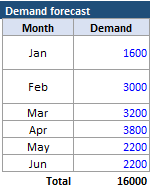 Demand forecast
Month Demand
Jan 1600
Feb 3000
Mar 3200
Apr 3800
May 2200
Jun 2200
Total 16000